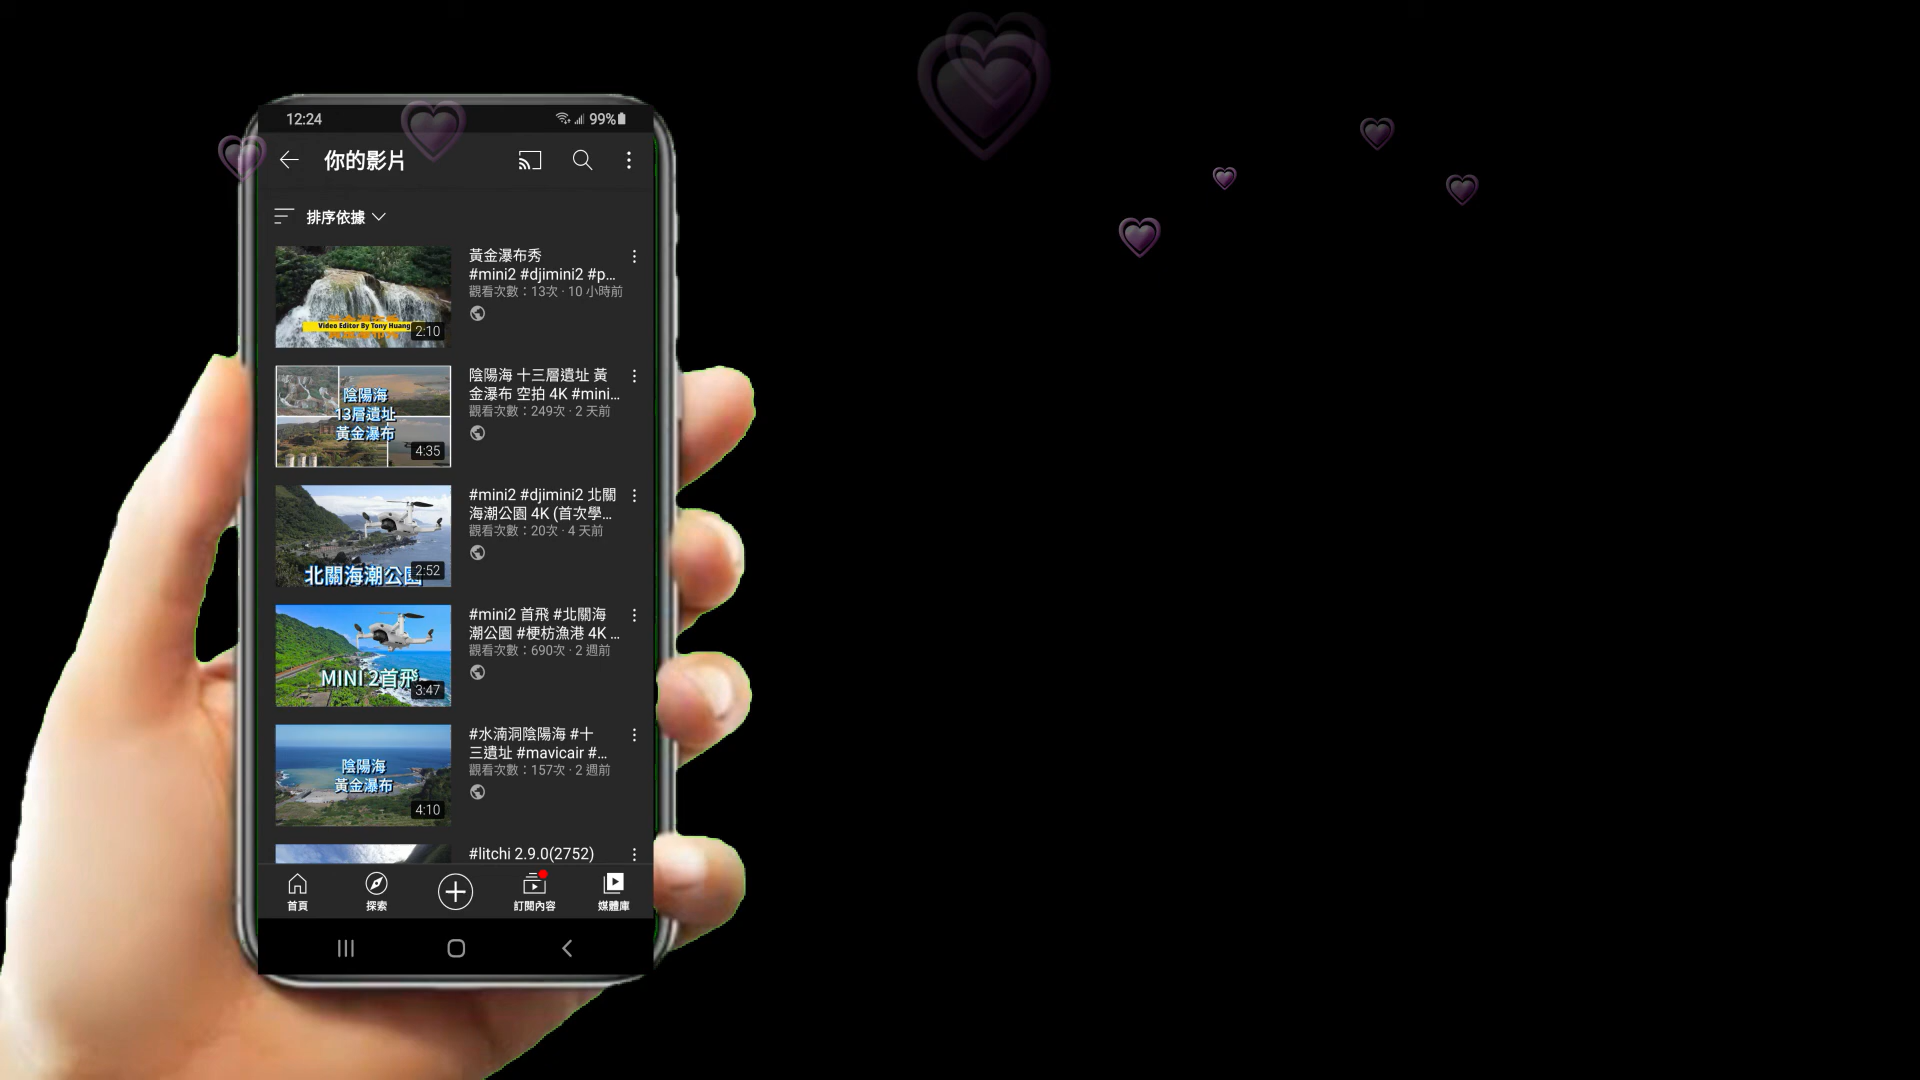 12:24
99%
你的影片
排序依據
Video Editor By Tony Huang
2:10
黃金瀑布秀
#mini2 #djimini2 #p...
觀看次數：13次 · 10 小時前
陰陽海
13層遺址
黃金瀑布
4:35
陰陽海 十三層遺址 黃
金瀑布 空拍 4K #mini...
觀看次數：249次 · 2 天前
北關海潮公園
2:52
#mini2 #djimini2 北關
海潮公園 4K (首次學...
觀看次數：20次 · 4 天前
MINI 2首飛
3:47
#mini2 首飛 #北關海
潮公園 #梗枋漁港 4K ...
觀看次數：690次 · 2 週前
陰陽海
黃金瀑布
4:10
#水湳洞陰陽海 #十
三遺址 #mavicair #...
觀看次數：157次 · 2 週前
#litchi 2.9.0(2752)
首頁
探索
訂閱內容
媒體庫